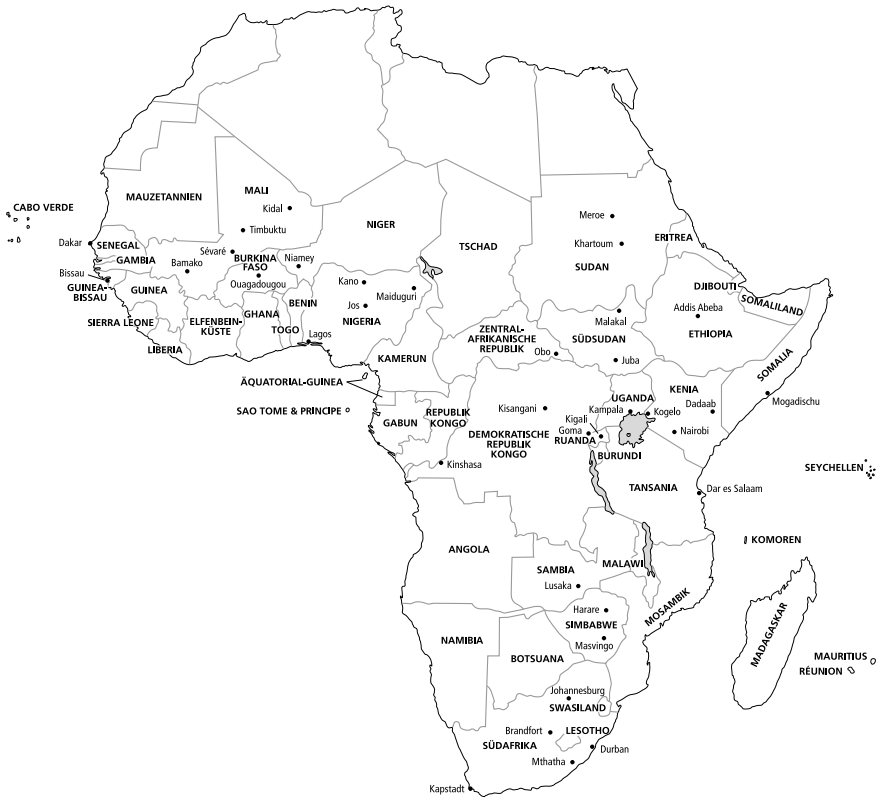 MAUZETANNIEN
MALI
Kidal
CABO VERDE
Meroe
NIGER
Timbuktu
Dakar
SENEGAL
TSCHAD
Khartoum
ERITREA
Sévaré
GAMBIA
BURKINA
FASO
Niamey
Bamako
SUDAN
Bissau
Ouagadougou
GUINEA-
BISSAU
GUINEA
Kano
Maiduguri
DJIBOUTI
SOMALILAND
BENIN
Jos
NIGERIA
GHANA
Addis Abeba
SIERRA LEONE
ELFENBEIN-
KÜSTE
TOGO
Lagos
Malakal
ETHIOPIA
ZENTRAL-
AFRIKANISCHE
REPUBLIK
SÜDSUDAN
LIBERIA
KAMERUN
Obo
Juba
SOMALIA
ÄQUATORIAL-GUINEA
UGANDA
KENIA
Mogadischu
SAO TOME & PRINCIPE
GABUN
REPUBLIK
KONGO
Kisangani
Kampala
Kogelo
Dadaab
Kigali
Goma
RUANDA
Nairobi
DEMOKRATISCHE
REPUBLIK
KONGO
BURUNDI
Kinshasa
SEYCHELLEN
TANSANIA
Dar es Salaam
KOMOREN
ANGOLA
SAMBIA
MALAWI
Lusaka
MOSAMBIK
Harare
SIMBABWE
Masvingo
MADAGASKAR
NAMIBIA
BOTSUANA
MAURITIUS
RÉUNION
Johannesburg
SWASILAND
Brandfort
LESOTHO
SÜDAFRIKA
Durban
Mthatha
Kapstadt